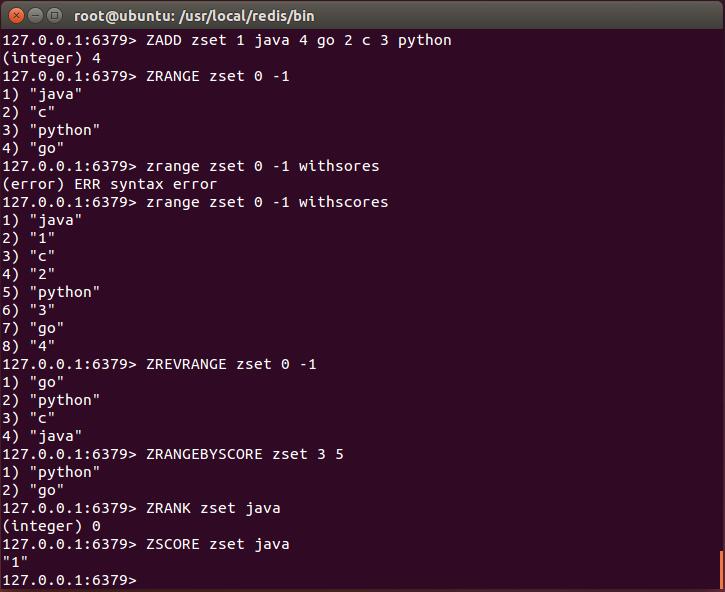 root@ubuntu: /usr/local/redis/bin
127.0.0.1:6379> ZADD zset 1 java 4 go 2 c 3 python
(integer) 4
127.0.0.1:6379> ZRANGE zset 0 -1
1) "java"
2) "c"
3) "python"
4) "go"
127.0.0.1:6379> zrange zset 0 -1 withsores
(error) ERR syntax error
127.0.0.1:6379> zrange zset 0 -1 withscores
1) "java"
2) "1"
3) "c"
4) "2"
5) "python"
6) "3"
7) "go"
8) "4"
127.0.0.1:6379> ZREVRANGE zset 0 -1
1) "go"
2) "python"
3) "c"
4) "java"
127.0.0.1:6379> ZRANGEBYSCORE zset 3 5
1) "python"
2) "go"
127.0.0.1:6379> ZRANK zset java
(integer) 0
127.0.0.1:6379> ZSCORE zset java
"1"
127.0.0.1:6379>